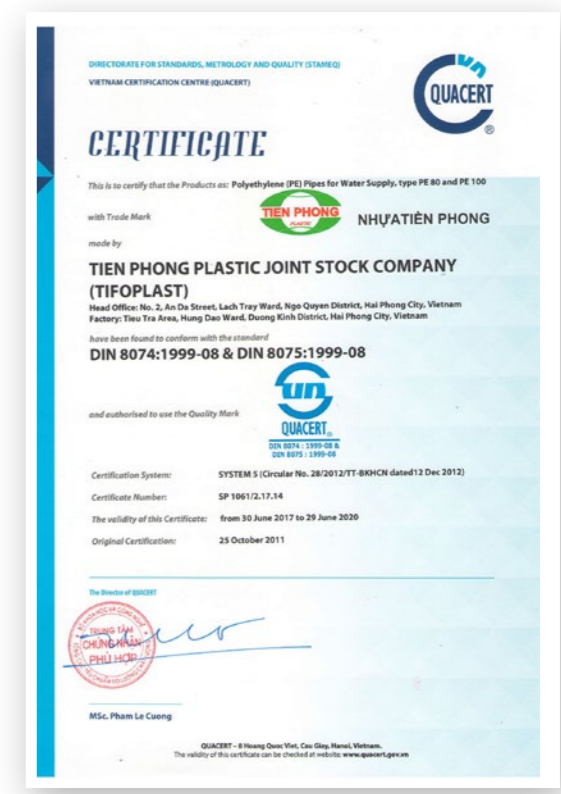 DIRECTORATE FOR STANDARDS, METROLOGY AND QUALITY (STAMEQ)
VIETNAM CERTIFICATION CENTRE (QUACERT)
QUACERT
®
CERTIFICATE
This is to certify that the Products as: Polyethylene (PE) Pipes for Water Supply, type PE 80 and PE 100
with Trade Mark
TIEN PHONG
PLASTIC
NHỰA TIỀN PHONG
made by
TIEN PHONG PLASTIC JOINT STOCK COMPANY
(TIFOPLAST)
Head Office: No. 2, An Da Street, Lach Tray Ward, Ngo Quyen District, Hai Phong City, Vietnam
Factory: Tieu Tra Area, Hung Dao Ward, Duong Kinh District, Hai Phong City, Vietnam
have been found to conform with the standerd
DIN 8074:1999-08 & DIN 8075:1999-08
and authorised to use the Quality Mark
QUACERT®
DIN 8074 : 1999-08 &
DIN 8075 : 1999-08
Certification System: SYSTEM 5 (Circular No. 28/2012/TT-BKHCN dated12 Dec 2012)
Certificate Number: SP 1061/2.17.14
The validity of this Certificate: from 30 June 2017 to 29 June 2020
Original Certification: 25 October 2011
The Director of QUACERT
TRUNG TÂM
CHỨNG NHẬN
PHÙ HỢP
MSc. Pham Le Cuong
QUACERT – 8 Hoang Quoc Viet, Cau Giay, Hanoi, Vietnam.
The validity of this certificate can be checked at website: www.quacert.gov.vn